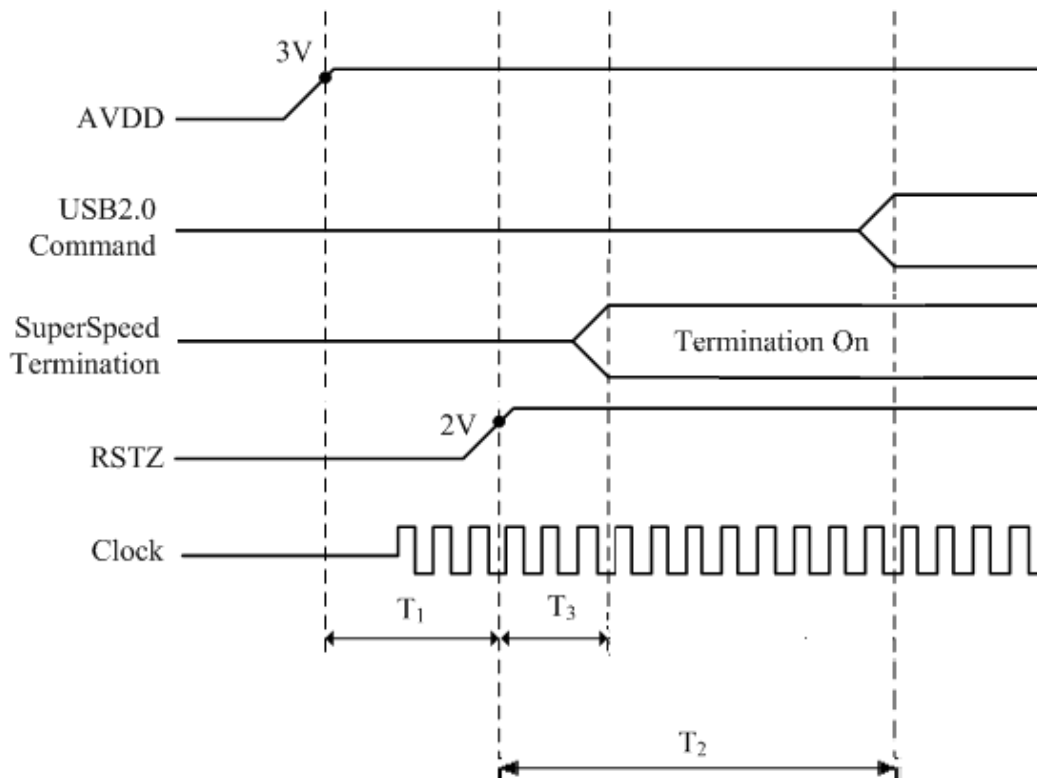 3V
AVDD
USB2.0
Command
SuperSpeed
Termination
Termination On
2V
RSTZ
Clock
T₁
T₃
T₂